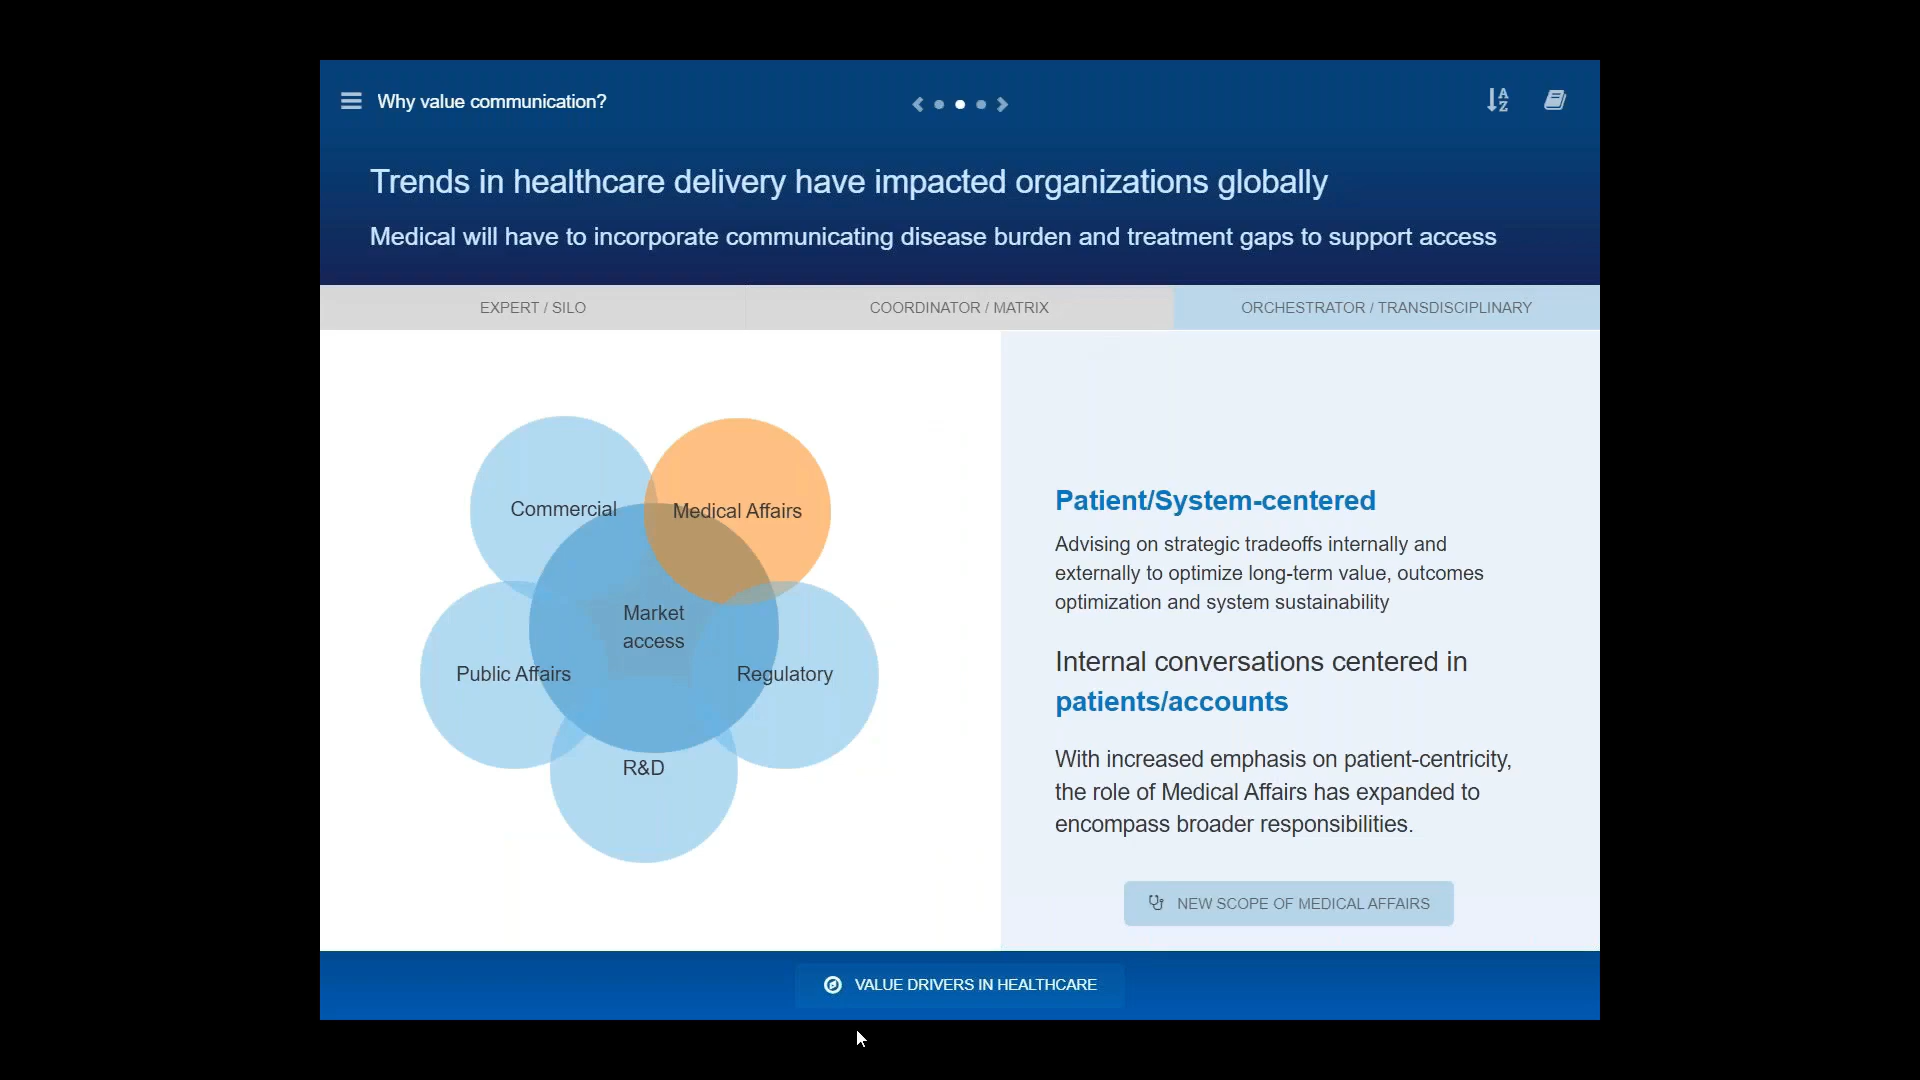 Why value communication?
Trends in healthcare delivery have impacted organizations globally
Medical will have to incorporate communicating disease burden and treatment gaps to support access
EXPERT / SILO
COORDINATOR / MATRIX
ORCHESTRATOR / TRANSDISCIPLINARY
Commercial
Medical Affairs
Market
access
Public Affairs
Regulatory
R&D
Patient/System-centered
Advising on strategic tradeoffs internally and
externally to optimize long-term value, outcomes
optimization and system sustainability
Internal conversations centered in
patients/accounts
With increased emphasis on patient-centricity,
the role of Medical Affairs has expanded to
encompass broader responsibilities.
NEW SCOPE OF MEDICAL AFFAIRS
VALUE DRIVERS IN HEALTHCARE